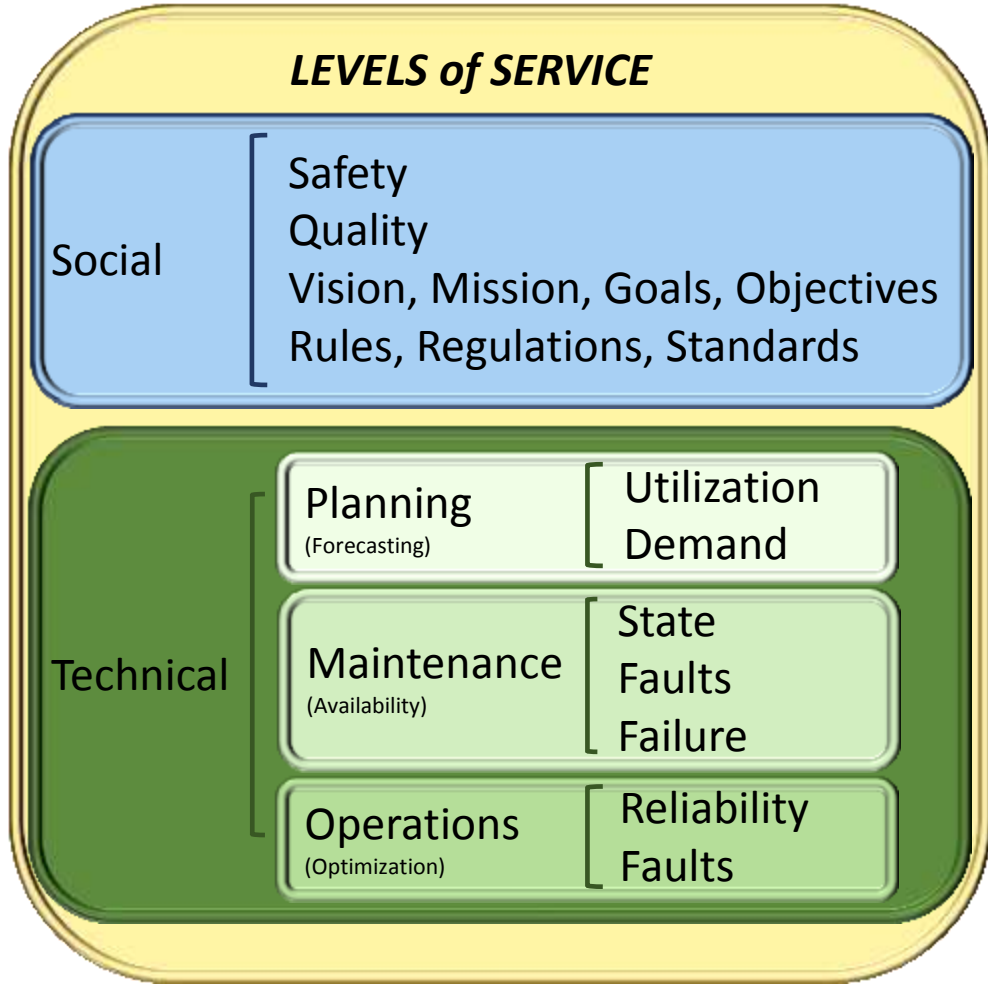 LEVELS of SERVICE
Social
Safety
Quality
Vision, Mission, Goals, Objectives
Rules, Regulations, Standards
Technical
Planning
(Forecasting)
Utilization
Demand
Maintenance
(Availability)
State
Faults
Failure
Operations
(Optimization)
Reliability
Faults